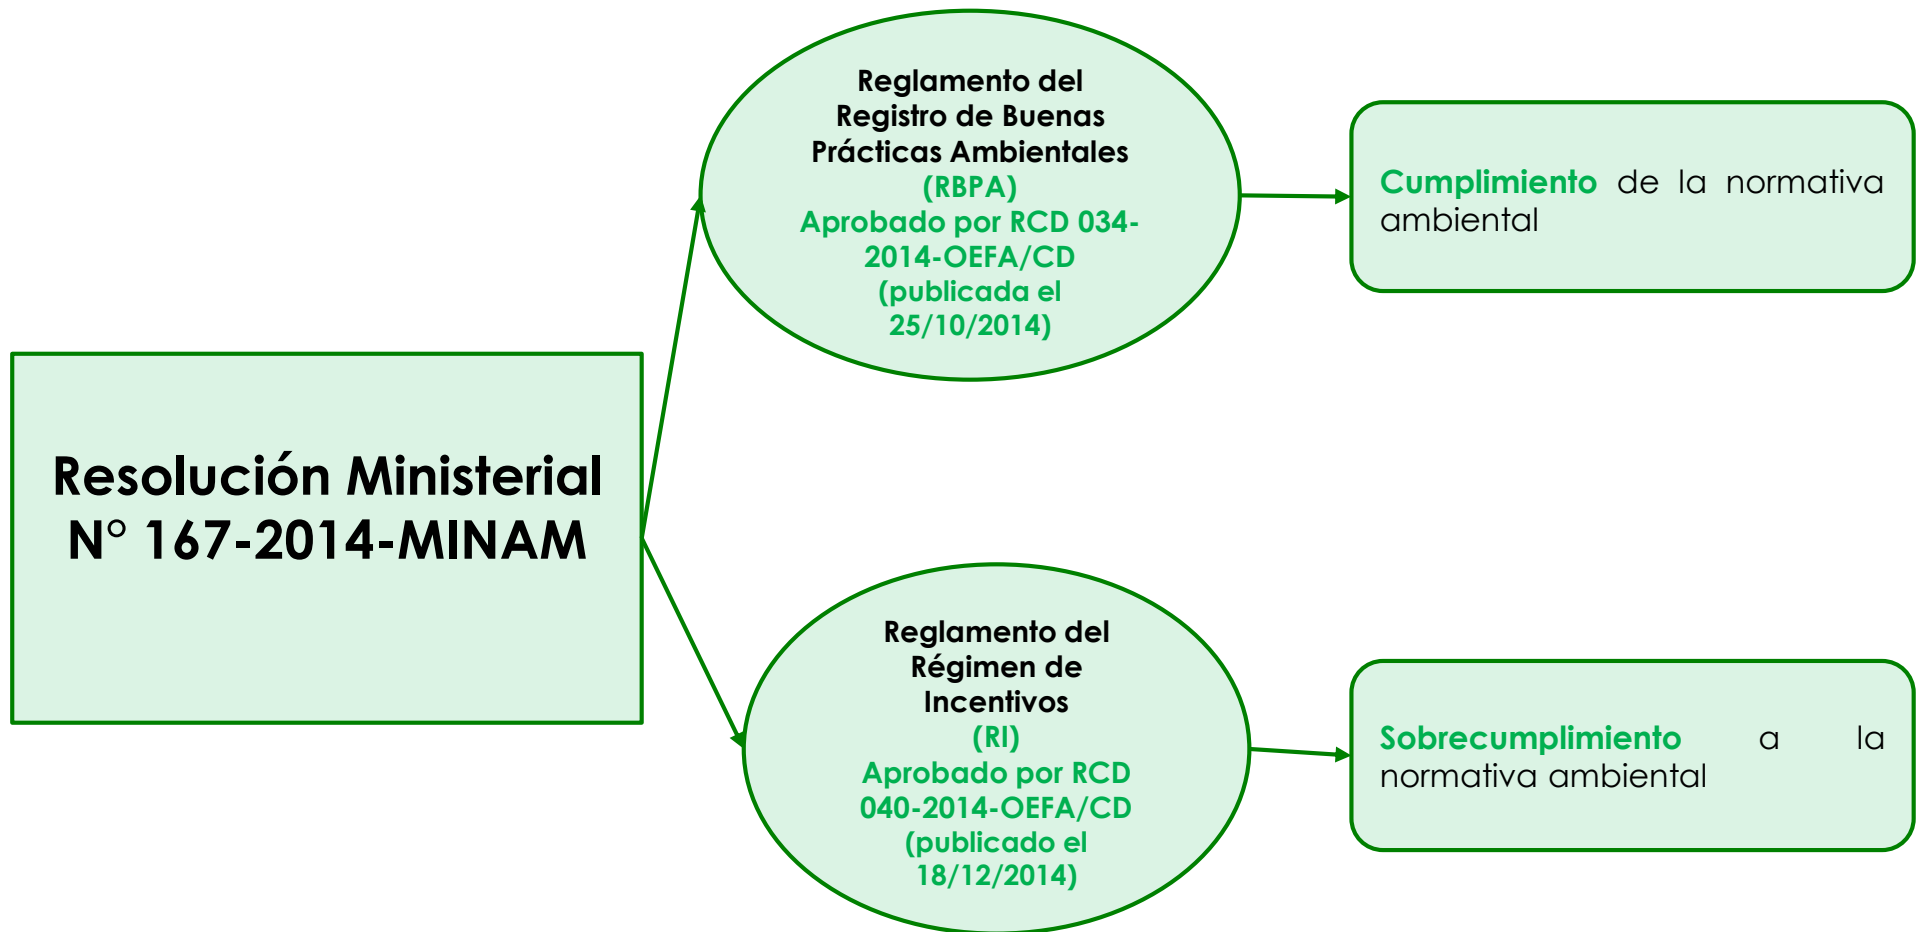 Reglamento del
Registro de Buenas
Prácticas Ambientales
(RBPA)
Aprobado por RCD 034-
2014-OEFA/CD
(publicada el
25/10/2014)
Cumplimiento de la normativa
ambiental
Resolución Ministerial
N° 167-2014-MINAM
Reglamento del
Régimen de
Incentivos
(RI)
Aprobado por RCD
040-2014-OEFA/CD
(publicado el
18/12/2014)
Sobrecumplimiento a la
normativa ambiental